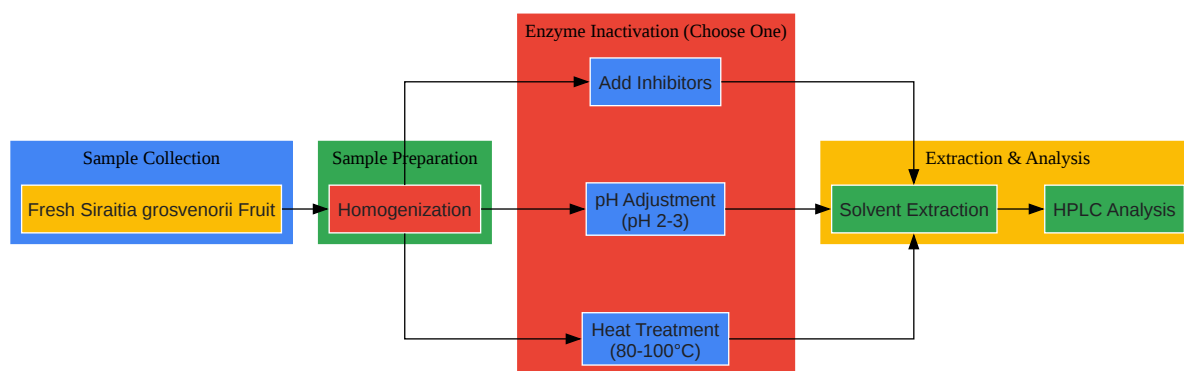 Sample Collection
Fresh Siraitia grosvenorii Fruit
Sample Preparation
Homogenization
Enzyme Inactivation (Choose One)
Add Inhibitors
pH Adjustment
(pH 2-3)
Heat Treatment
(80-100°C)
Extraction & Analysis
Solvent Extraction
HPLC Analysis